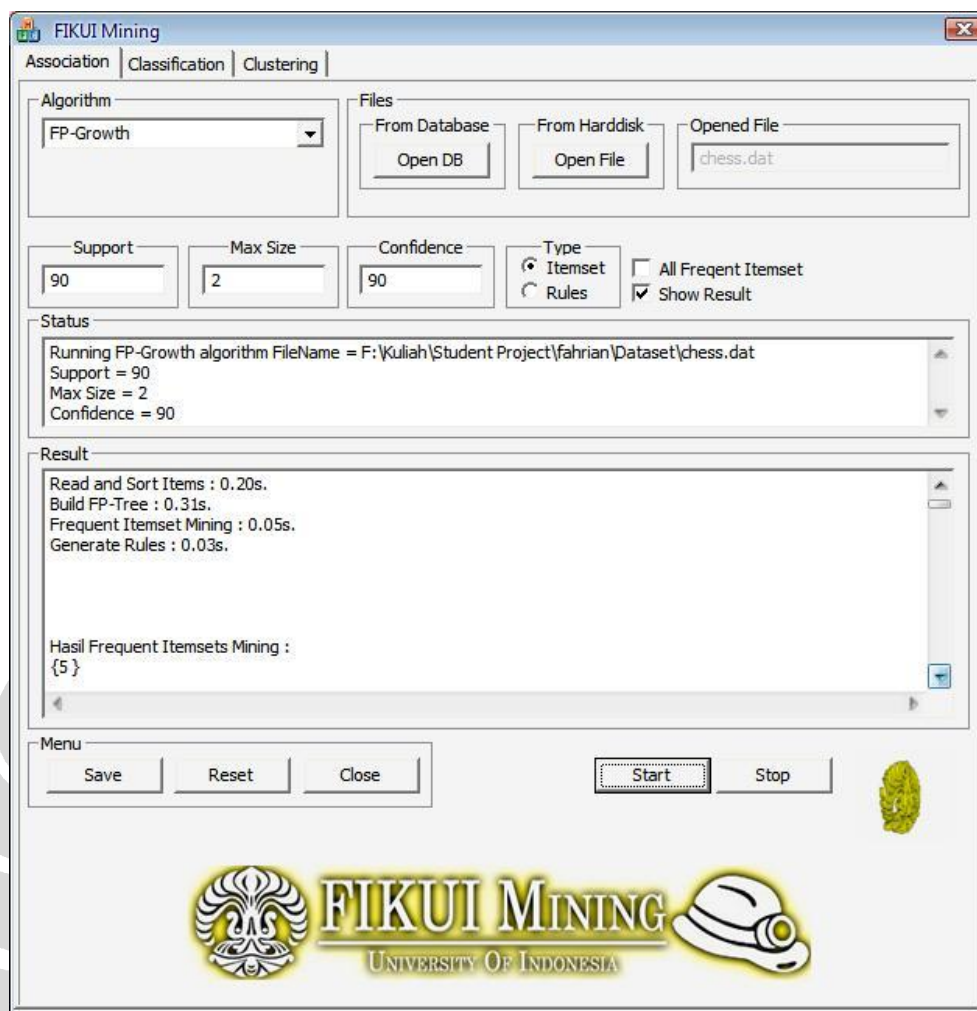 FIKUI Mining
Association Classification Clustering
Algorithm
FP-Growth
Files
From Database
Open DB
From Harddisk
Open File
Opened File
chess.dat
Support
90
Max Size
2
Confidence
90
Type
Itemset
Rules
All Freqent Itemset
Show Result
Status
Running FP-Growth algorithm FileName = F:\Kuliah\Student Project\fahrian\Dataset\chess.dat
Support = 90
Max Size = 2
Confidence = 90
Result
Read and Sort Items : 0.20s.
Build FP-Tree : 0.31s.
Frequent Itemset Mining : 0.05s.
Generate Rules : 0.03s.
Hasil Frequent Itemsets Mining :
{5 }
Menu
Save Reset Close
Start Stop
FIKUI MINING
UNIVERSITY OF INDONESIA